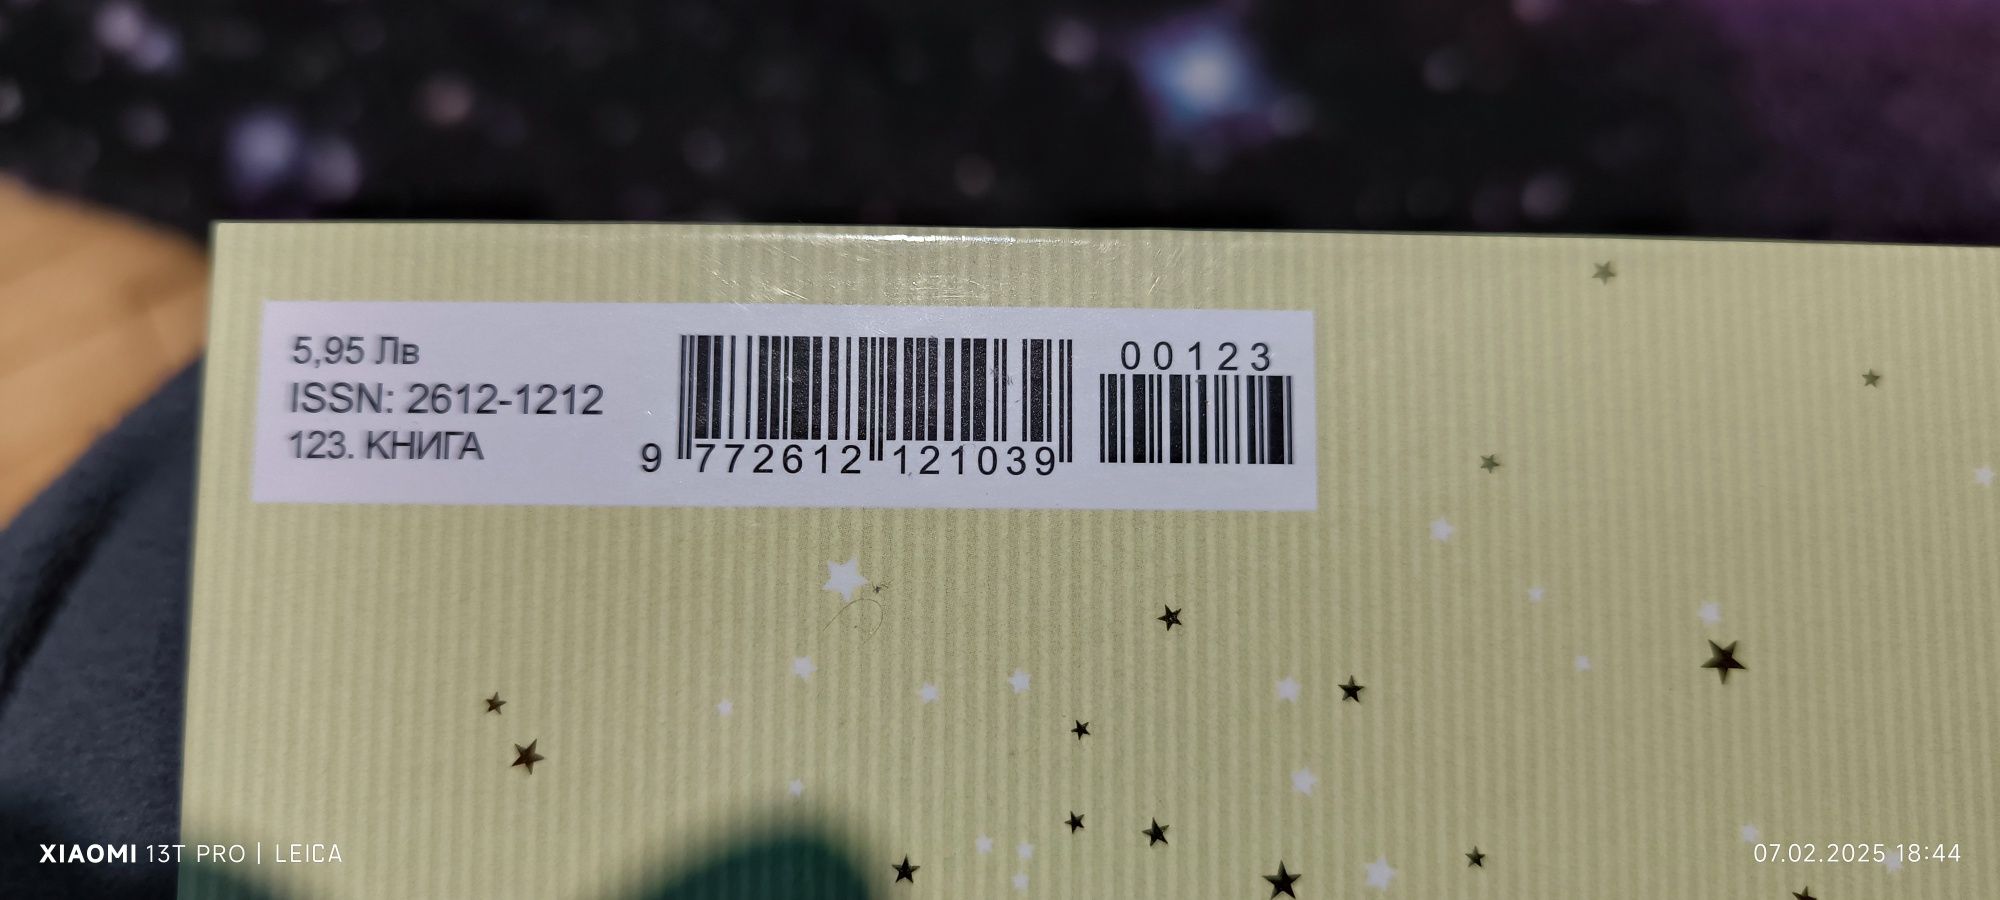 5,95 Лв
ISSN: 2612-1212
123. КНИГА
9 772612 121039
00123
XIAOMI 13T PRO | LEICA
07.02.2025 18:44